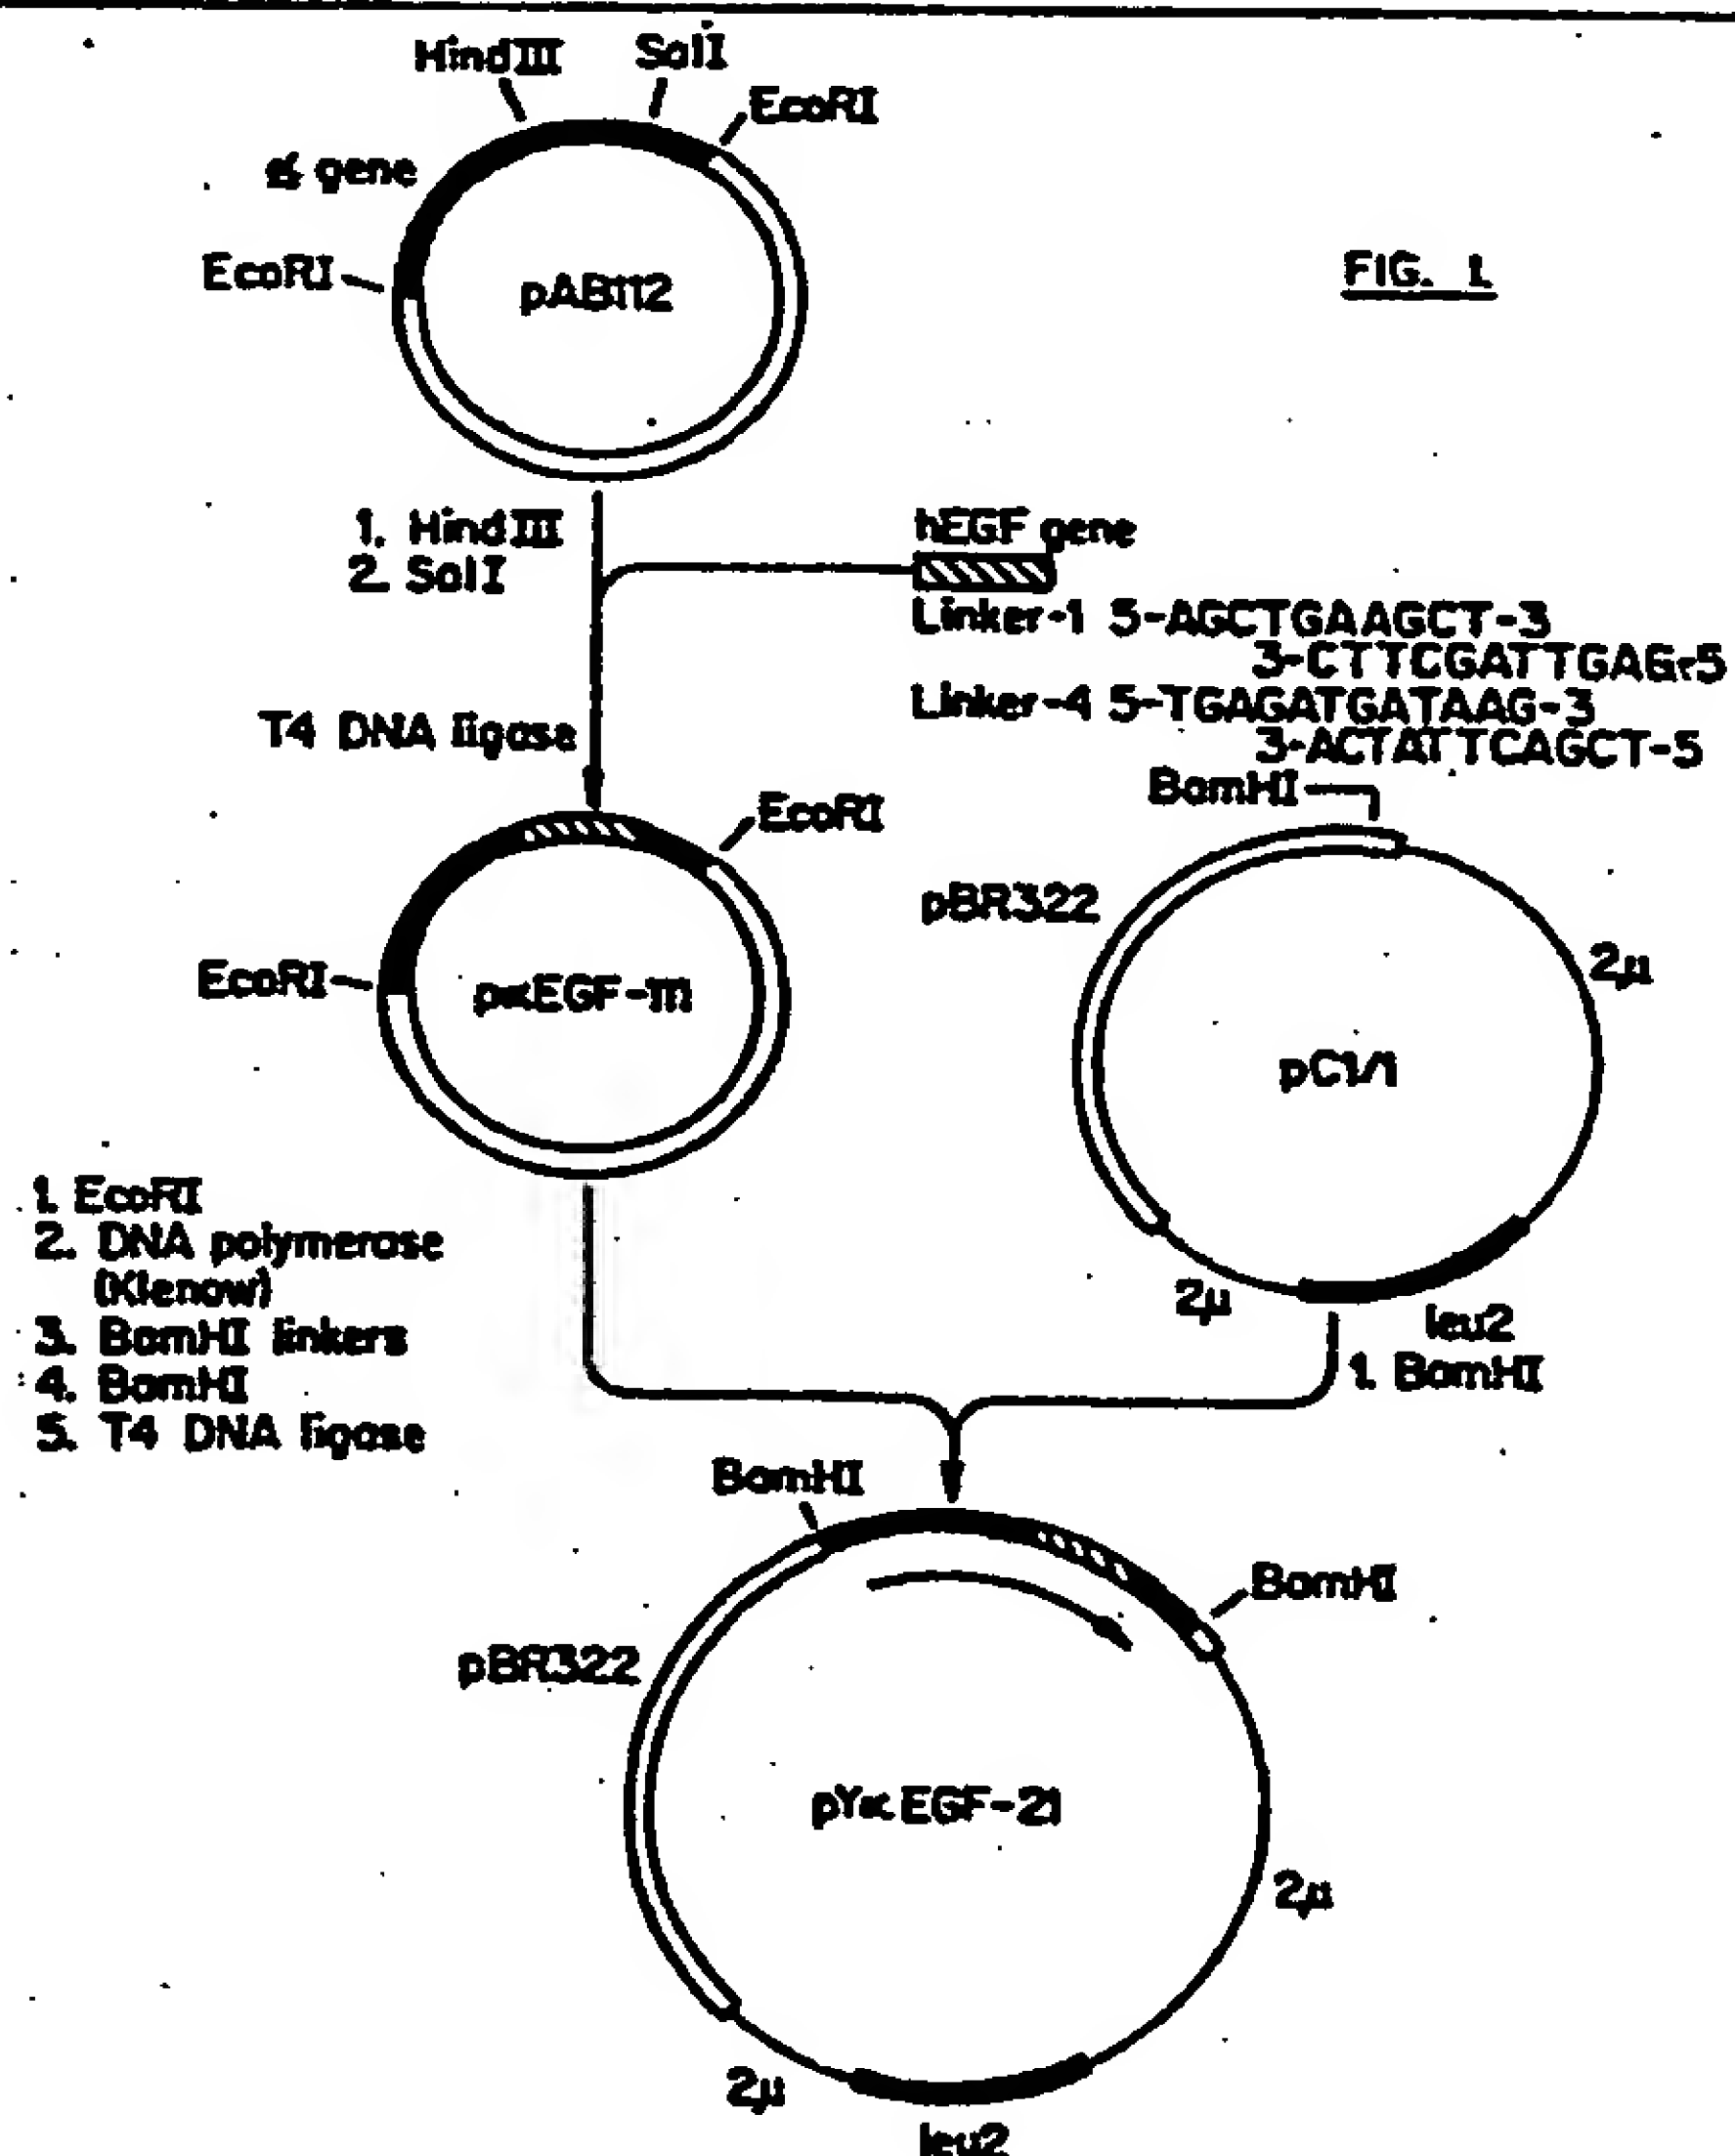 HindIII SalI
EcoRI
α gene
EcoRI
pAB112
FIG. 1
1. HindIII
2. SalI
hEGF gene
Linker-1 5-AGCTGAAGCT-3
3-CTTCGATTGAG-5
Linker-4 5-TGAGATGATAAG-3
3-ACTATTCAGCT-5
T4 DNA ligase
BamHI
EcoRI
pBR322
2μ
EcoRI
pαEGF-111
pC1/1
1. EcoRI
2. DNA polymerase
(Klenow)
3. BamHI linkers
4. BamHI
5. T4 DNA ligase
2μ
leu2
1. BamHI
BamHI
BamHI
pBR322
pYαEGF-21
2μ
2μ
leu2